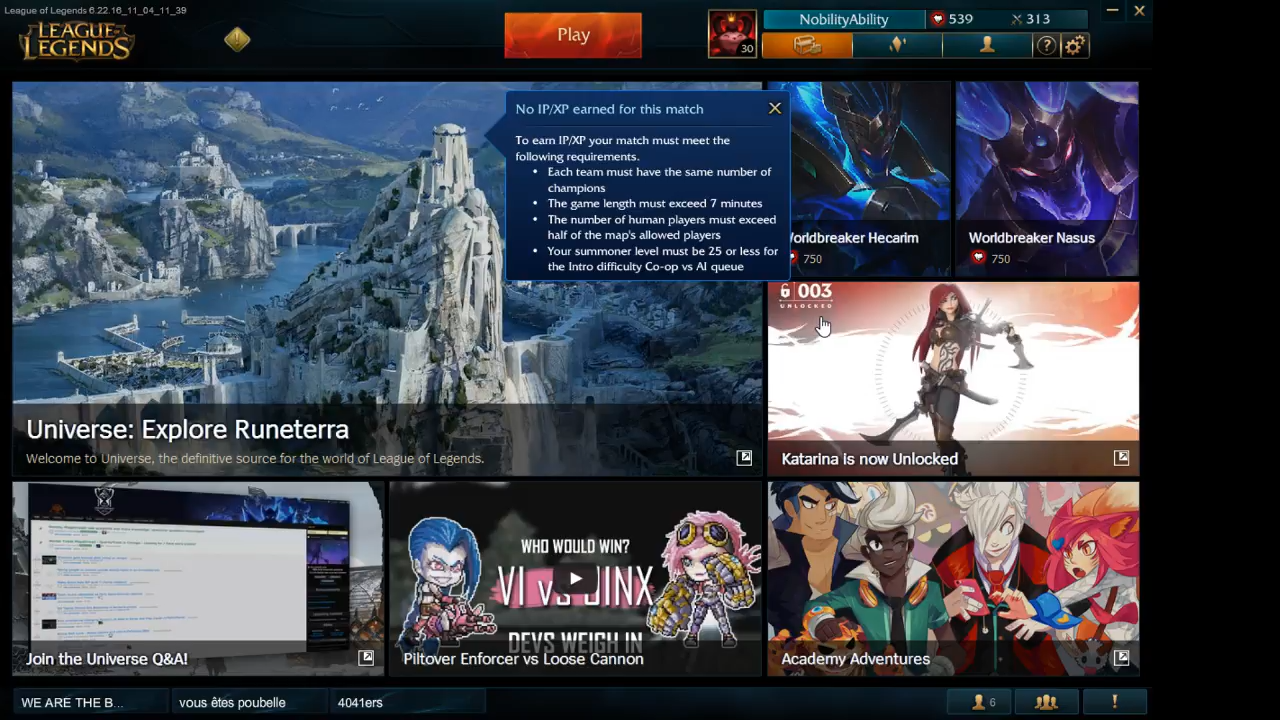 League of Legends 6.22.16_11_04_11_39
LEAGUE OF
LEGENDS
Play
30
NobilityAbility
539
313
?
No IP/XP earned for this match
To earn IP/XP your match must meet the
following requirements.
• Each team must have the same number of
champions
• The game length must exceed 7 minutes
• The number of human players must exceed
half of the map's allowed players
• Your summoner level must be 25 or less for
the Intro difficulty Co-op vs AI queue
Worldbreaker Hecarim
750
Worldbreaker Nasus
750
003
UNLOCKED
Universe: Explore Runeterra
Welcome to Universe, the definitive source for the world of League of Legends.
Katarina is now Unlocked
Join the Universe Q&A!
WHO WOULD WIN?
VI vs JINX
DEVS WEIGH IN
Piltover Enforcer vs Loose Cannon
Academy Adventures
WE ARE THE B...
vous êtes poubelle
4041ers
6
!